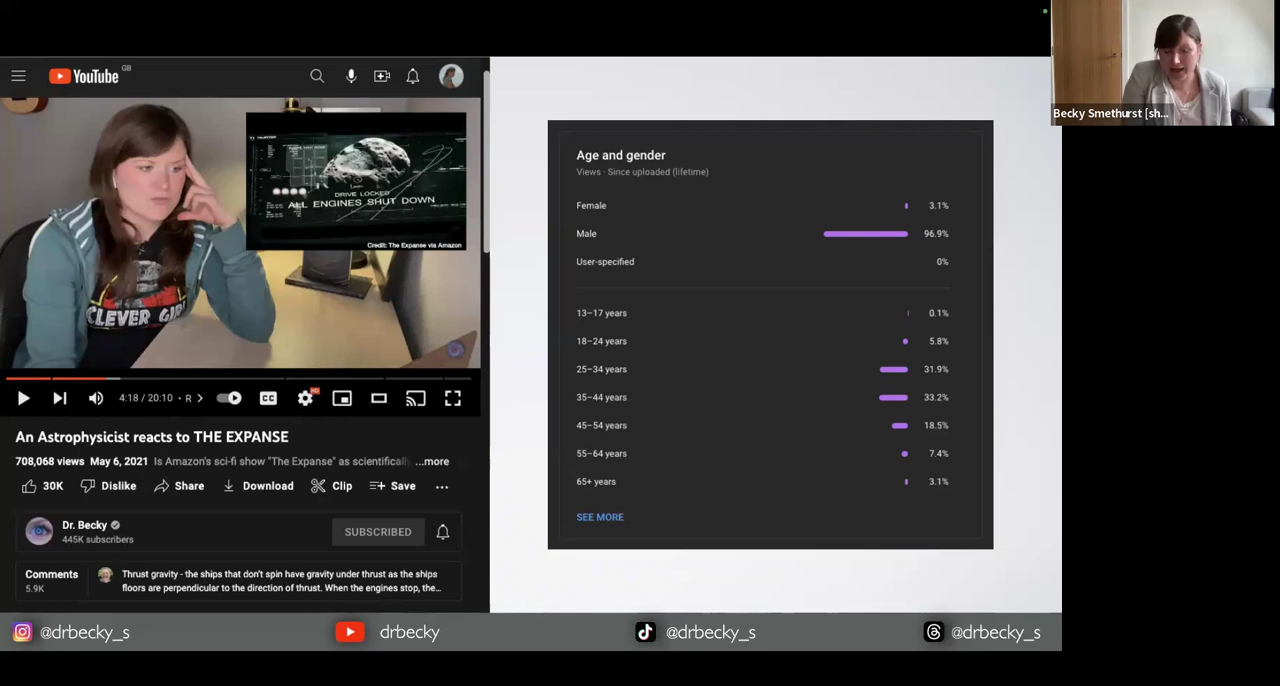 YouTube GB
DRIVE LOCKED
ALL ENGINES SHUT DOWN
Credit: The Expanse via Amazon
CLEVER GIRL
4:18 / 20:10 • R
CC
HD
An Astrophysicist reacts to THE EXPANSE
708,068 views May 6, 2021 Is Amazon's sci-fi show "The Expanse" as scientifically ...more
30K Dislike Share Download Clip Save
Dr. Becky
445K subscribers
SUBSCRIBED
Comments
5.9K
Thrust gravity - the ships that don't spin have gravity under thrust as the ships
floors are perpendicular to the direction of thrust. When the engines stop, the...
Age and gender
Views · Since uploaded (lifetime)
Female 3.1%
Male 96.9%
User-specified 0%
13–17 years 0.1%
18–24 years 5.8%
25–34 years 31.9%
35–44 years 33.2%
45–54 years 18.5%
55–64 years 7.4%
65+ years 3.1%
SEE MORE
Becky Smethurst [sh...
@drbecky_s
drbecky
@drbecky_s
@drbecky_s